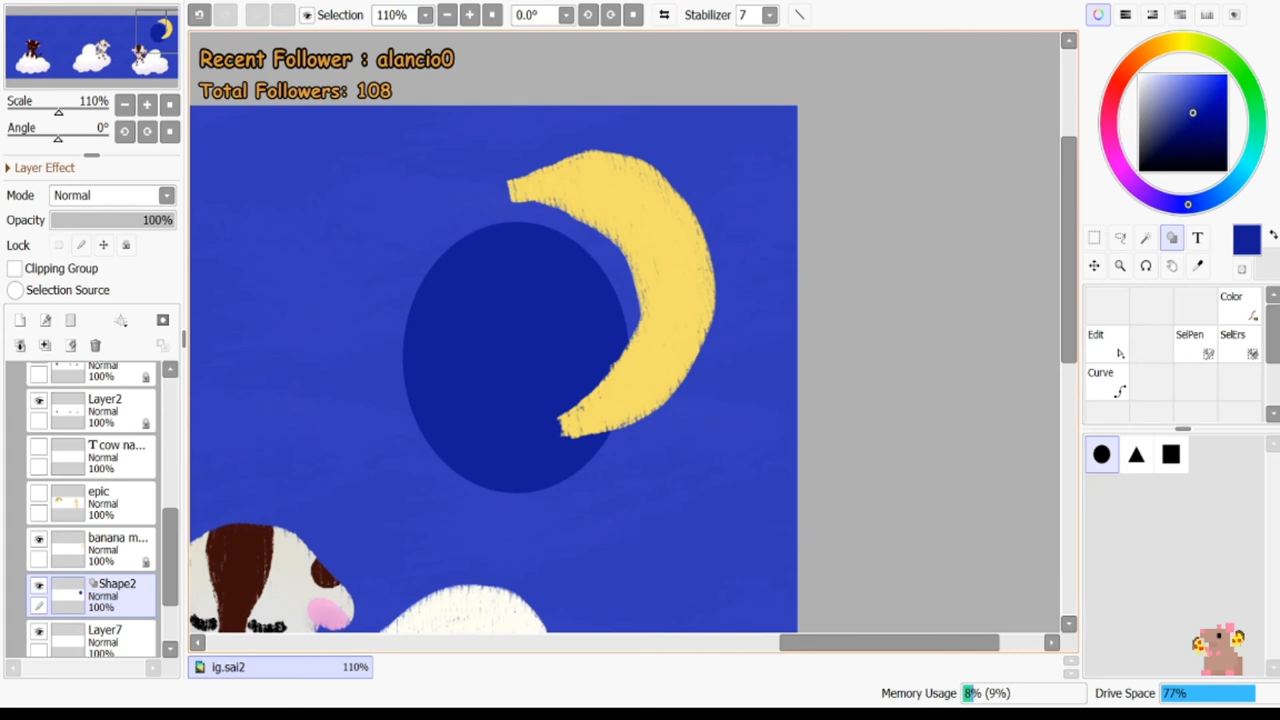 Selection
110%
0.0°
Stabilizer 7
Recent Follower : alancio0
Total Followers: 108
Scale 110%
Angle 0°
Layer Effect
Mode Normal
Opacity 100%
Lock
Clipping Group
Selection Source
Normal
100%
Layer2
Normal
100%
T cow na...
Normal
100%
epic
Normal
100%
banana m...
Normal
100%
Shape2
Normal
100%
Layer7
Normal
100%
T
Color
Edit
SelPen
SelErs
Curve
ig.sai2 110%
Memory Usage 8% (9%)
Drive Space 77%